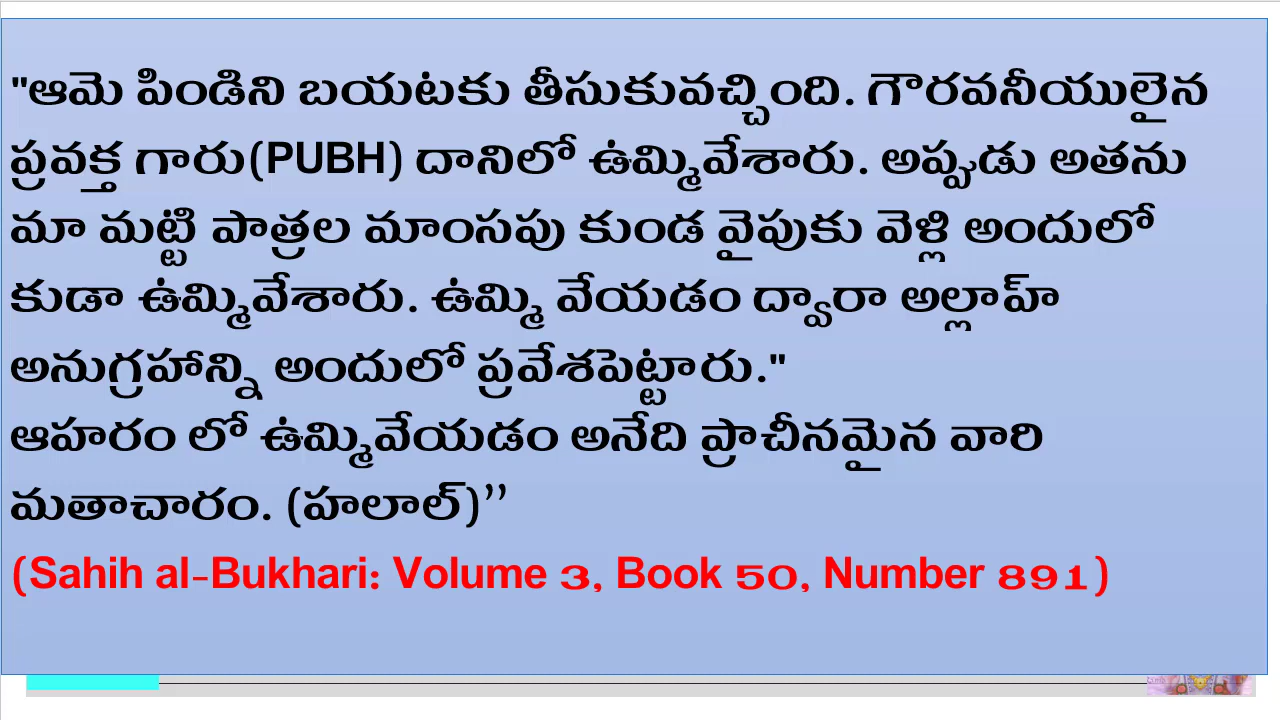 "ఆమె పిండిని బయటకు తీసుకువచ్చింది. గౌరవనీయులైన
ప్రవక్త గారు(PUBH) దానిలో ఉమ్మివేశారు. అప్పుడు అతను
మా మట్టి పాత్రల మాంసపు కుండ వైపుకు వెళ్లి అందులో
కుడా ఉమ్మివేశారు. ఉమ్మి వేయడం ద్వారా అల్లాహ్
అనుగ్రహాన్ని అందులో ప్రవేశపెట్టారు."
ఆహరం లో ఉమ్మివేయడం అనేది ప్రాచీనమైన వారి
మతాచారం. (హలాల్)’’
(Sahih al-Bukhari: Volume 3, Book 50, Number 891)